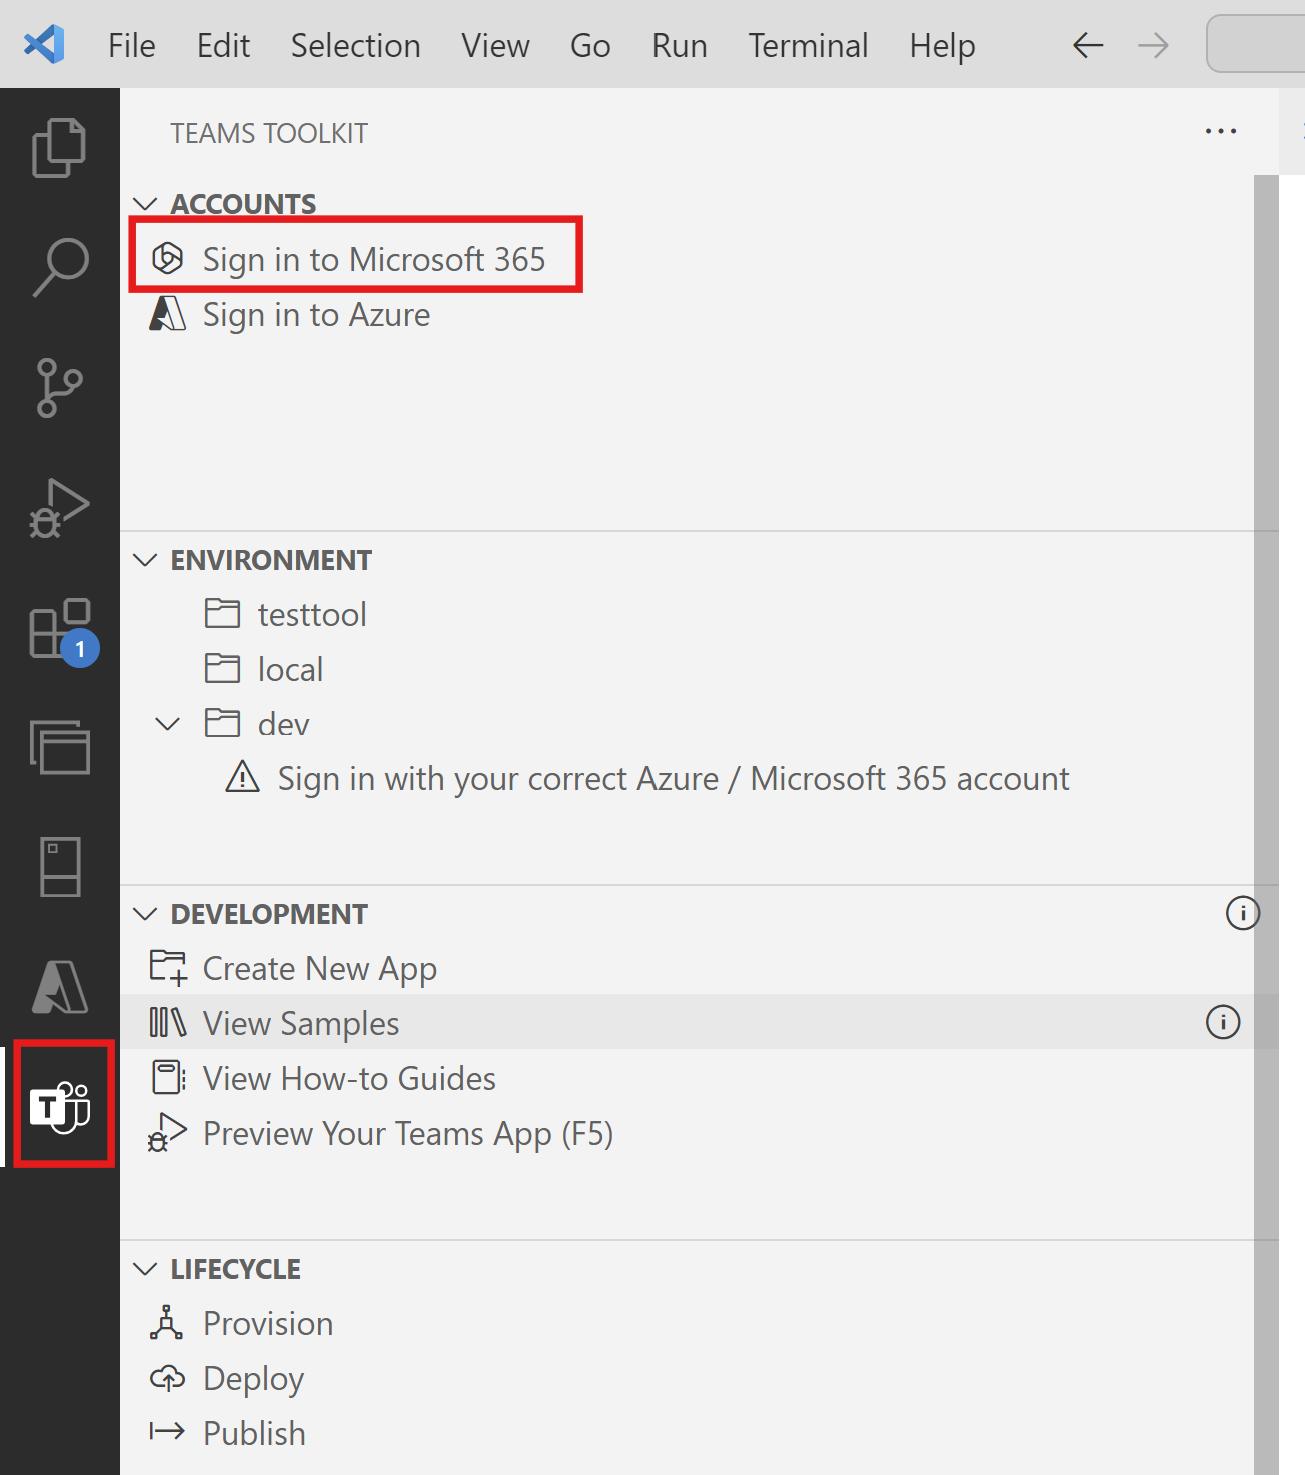 File Edit Selection View Go Run Terminal Help
TEAMS TOOLKIT
ACCOUNTS
Sign in to Microsoft 365
Sign in to Azure
ENVIRONMENT
testtool
local
dev
Sign in with your correct Azure / Microsoft 365 account
1
DEVELOPMENT
Create New App
View Samples
View How-to Guides
Preview Your Teams App (F5)
T
LIFECYCLE
Provision
Deploy
Publish